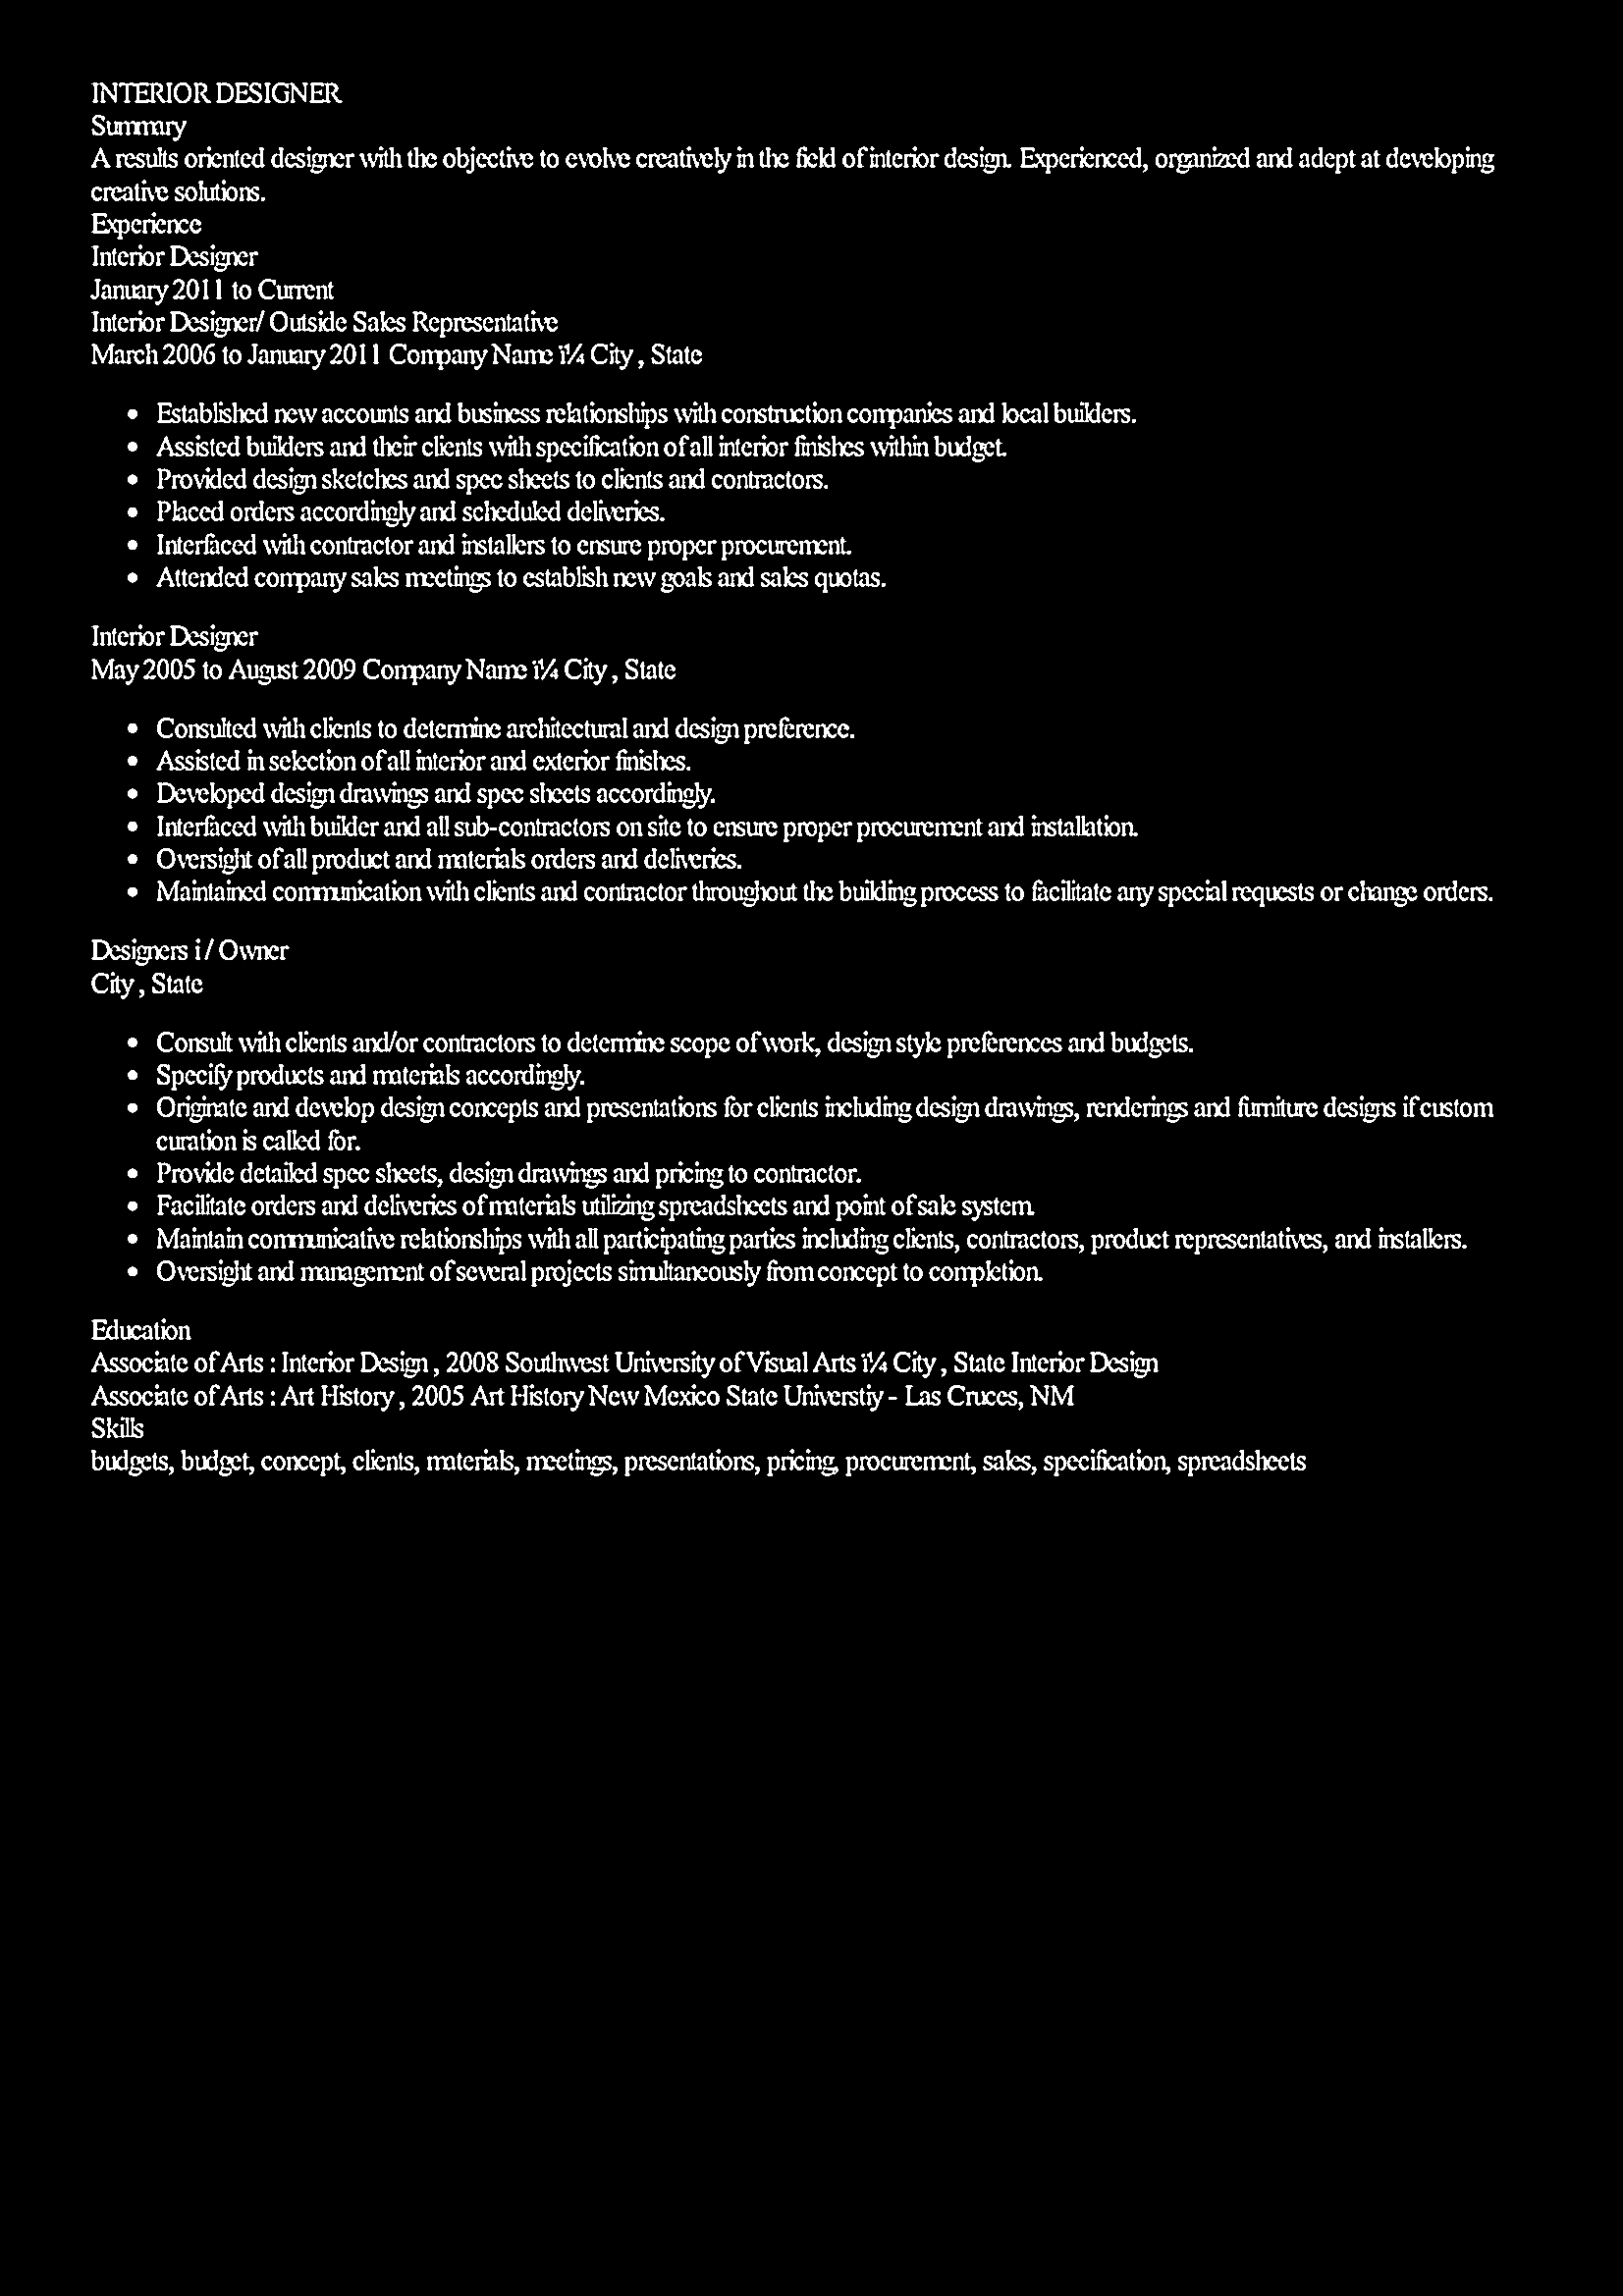 INTERIOR DESIGNER
Summary
A results oriented designer with the objective to evolve creatively in the field of interior design. Experienced, organized and adept at developing
creative solutions.
Experience
Interior Designer
January 2011 to Current
Interior Designer/ Outside Sales Representative
March 2006 to January 2011 Company Name ï¼ City , State
• Established new accounts and business relationships with construction companies and local builders.
• Assisted builders and their clients with specification of all interior finishes within budget.
• Provided design sketches and spec sheets to clients and contractors.
• Placed orders accordingly and scheduled deliveries.
• Interfaced with contractor and installers to ensure proper procurement.
• Attended company sales meetings to establish new goals and sales quotas.
Interior Designer
May 2005 to August 2009 Company Name ï¼ City , State
• Consulted with clients to determine architectural and design preference.
• Assisted in selection of all interior and exterior finishes.
• Developed design drawings and spec sheets accordingly.
• Interfaced with builder and all sub-contractors on site to ensure proper procurement and installation.
• Oversight of all product and materials orders and deliveries.
• Maintained communication with clients and contractor throughout the building process to facilitate any special requests or change orders.
Designers i / Owner
City , State
• Consult with clients and/or contractors to determine scope of work, design style preferences and budgets.
• Specify products and materials accordingly.
• Originate and develop design concepts and presentations for clients including design drawings, renderings and furniture designs if custom
curation is called for.
• Provide detailed spec sheets, design drawings and pricing to contractor.
• Facilitate orders and deliveries of materials utilizing spreadsheets and point of sale system.
• Maintain communicative relationships with all participating parties including clients, contractors, product representatives, and installers.
• Oversight and management of several projects simultaneously from concept to completion.
Education
Associate of Arts : Interior Design , 2008 Southwest University of Visual Arts ï¼ City , State Interior Design
Associate of Arts : Art History , 2005 Art History New Mexico State Universtiy - Las Cruces, NM
Skills
budgets, budget, concept, clients, materials, meetings, presentations, pricing, procurement, sales, specification, spreadsheets